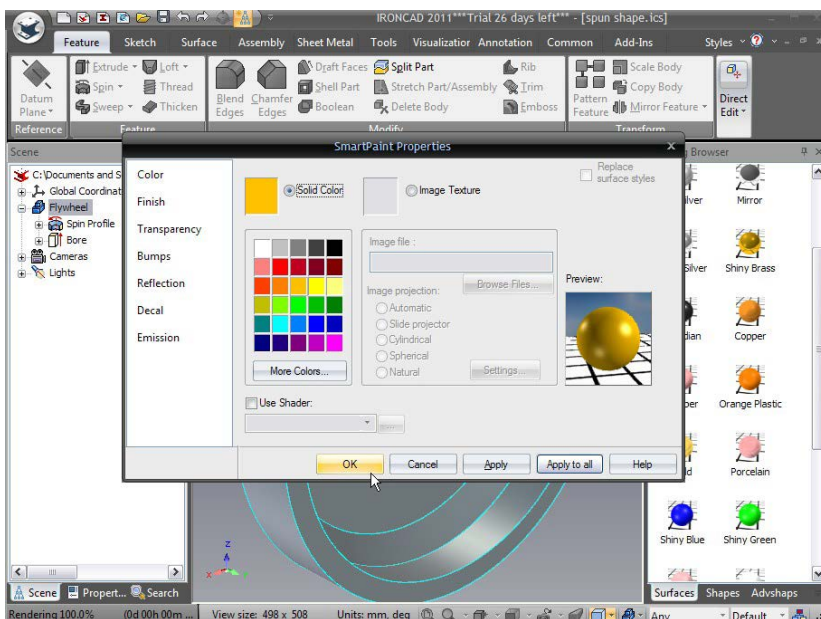 IRONCAD 2011***Trial 26 days left*** - [spun shape.ics]
Feature Sketch Surface Assembly Sheet Metal Tools Visualizatior Annotation Common Add-Ins Styles
Extrude Loft Draft Faces Split Part Rib Scale Body
Spin Thread Shell Part Stretch Part/Assembly Trim Copy Body
Sweep Thicken Boolean Delete Body Emboss Mirror Feature
Datum Plane
Blend Edges
Chamfer Edges
Pattern Feature
Direct Edit
Reference Feature Modify Transform
Scene
C:\Documents and S
Global Coordinat
Flywheel
Spin Profile
Bore
Cameras
Lights
SmartPaint Properties
Color
Finish
Transparency
Bumps
Reflection
Decal
Emission
Solid Color
Image Texture
Replace
surface styles
Image file :
Browse Files...
Image projection:
Automatic
Slide projector
Cylindrical
Spherical
Natural
Settings...
Preview:
More Colors...
Use Shader:
OK Cancel Apply Apply to all Help
Browser
Mirror
Shiny Brass
Copper
Orange Plastic
Porcelain
Shiny Blue Shiny Green
z
x
Scene Propert... Search
Surfaces Shapes Advshaps
Rendering 100.0% (0d 00h 00m ... View size: 498 x 508 Units: mm, deg Any Default